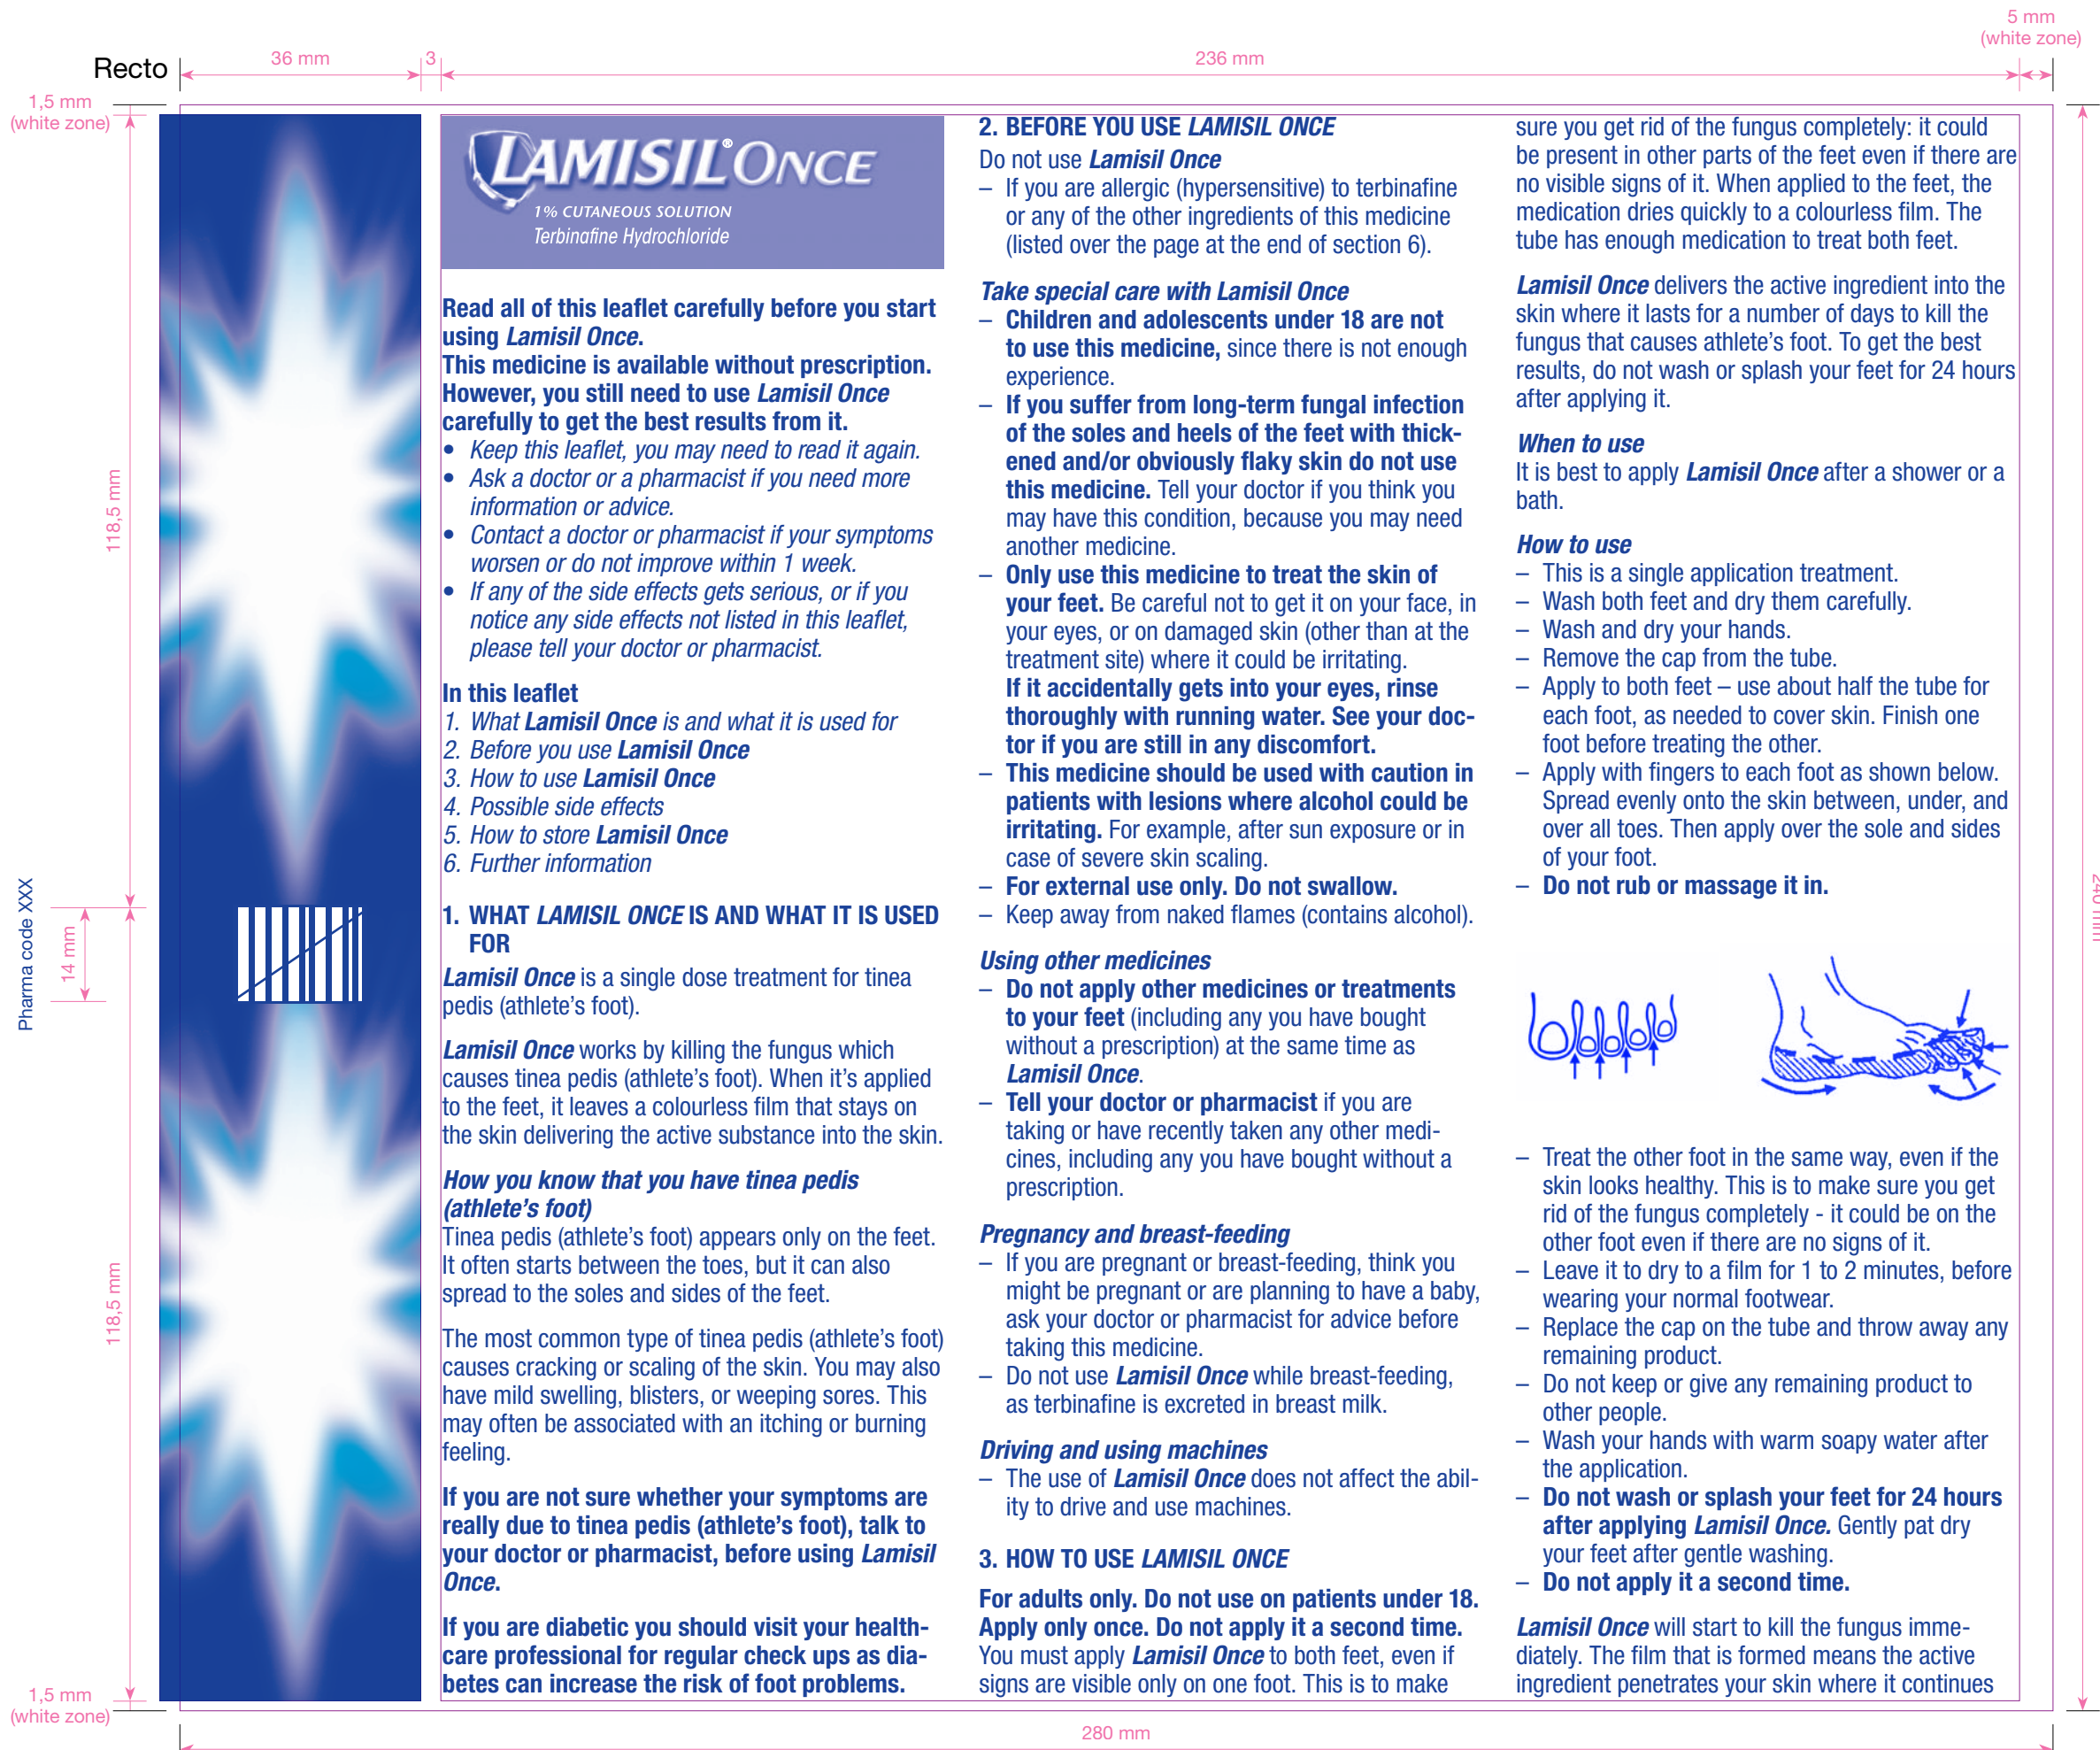 5 mm
(white zone)
Recto
36 mm
3
236 mm
1,5 mm
(white zone)
118,5 mm
Pharma code XXX
14 mm
118,5 mm
1,5 mm
(white zone)
280 mm
LAMISIL® ONCE
1% CUTANEOUS SOLUTION
Terbinafine Hydrochloride
Read all of this leaflet carefully before you start
using Lamisil Once.
This medicine is available without prescription.
However, you still need to use Lamisil Once
carefully to get the best results from it.
• Keep this leaflet, you may need to read it again.
• Ask a doctor or a pharmacist if you need more
information or advice.
• Contact a doctor or pharmacist if your symptoms
worsen or do not improve within 1 week.
• If any of the side effects gets serious, or if you
notice any side effects not listed in this leaflet,
please tell your doctor or pharmacist.
In this leaflet
1. What Lamisil Once is and what it is used for
2. Before you use Lamisil Once
3. How to use Lamisil Once
4. Possible side effects
5. How to store Lamisil Once
6. Further information
1. WHAT LAMISIL ONCE IS AND WHAT IT IS USED
FOR
Lamisil Once is a single dose treatment for tinea
pedis (athlete's foot).
Lamisil Once works by killing the fungus which
causes tinea pedis (athlete's foot). When it's applied
to the feet, it leaves a colourless film that stays on
the skin delivering the active substance into the skin.
How you know that you have tinea pedis
(athlete's foot)
Tinea pedis (athlete's foot) appears only on the feet.
It often starts between the toes, but it can also
spread to the soles and sides of the feet.
The most common type of tinea pedis (athlete's foot)
causes cracking or scaling of the skin. You may also
have mild swelling, blisters, or weeping sores. This
may often be associated with an itching or burning
feeling.
If you are not sure whether your symptoms are
really due to tinea pedis (athlete's foot), talk to
your doctor or pharmacist, before using Lamisil
Once.
If you are diabetic you should visit your health-
care professional for regular check ups as dia-
betes can increase the risk of foot problems.
2. BEFORE YOU USE LAMISIL ONCE
Do not use Lamisil Once
– If you are allergic (hypersensitive) to terbinafine
or any of the other ingredients of this medicine
(listed over the page at the end of section 6).
Take special care with Lamisil Once
– Children and adolescents under 18 are not
to use this medicine, since there is not enough
experience.
– If you suffer from long-term fungal infection
of the soles and heels of the feet with thick-
ened and/or obviously flaky skin do not use
this medicine. Tell your doctor if you think you
may have this condition, because you may need
another medicine.
– Only use this medicine to treat the skin of
your feet. Be careful not to get it on your face, in
your eyes, or on damaged skin (other than at the
treatment site) where it could be irritating.
If it accidentally gets into your eyes, rinse
thoroughly with running water. See your doc-
tor if you are still in any discomfort.
– This medicine should be used with caution in
patients with lesions where alcohol could be
irritating. For example, after sun exposure or in
case of severe skin scaling.
– For external use only. Do not swallow.
– Keep away from naked flames (contains alcohol).
Using other medicines
– Do not apply other medicines or treatments
to your feet (including any you have bought
without a prescription) at the same time as
Lamisil Once.
– Tell your doctor or pharmacist if you are
taking or have recently taken any other medi-
cines, including any you have bought without a
prescription.
Pregnancy and breast-feeding
– If you are pregnant or breast-feeding, think you
might be pregnant or are planning to have a baby,
ask your doctor or pharmacist for advice before
taking this medicine.
– Do not use Lamisil Once while breast-feeding,
as terbinafine is excreted in breast milk.
Driving and using machines
– The use of Lamisil Once does not affect the abil-
ity to drive and use machines.
3. HOW TO USE LAMISIL ONCE
For adults only. Do not use on patients under 18.
Apply only once. Do not apply it a second time.
You must apply Lamisil Once to both feet, even if
signs are visible only on one foot. This is to make
sure you get rid of the fungus completely: it could
be present in other parts of the feet even if there are
no visible signs of it. When applied to the feet, the
medication dries quickly to a colourless film. The
tube has enough medication to treat both feet.
Lamisil Once delivers the active ingredient into the
skin where it lasts for a number of days to kill the
fungus that causes athlete's foot. To get the best
results, do not wash or splash your feet for 24 hours
after applying it.
When to use
It is best to apply Lamisil Once after a shower or a
bath.
How to use
– This is a single application treatment.
– Wash both feet and dry them carefully.
– Wash and dry your hands.
– Remove the cap from the tube.
– Apply to both feet – use about half the tube for
each foot, as needed to cover skin. Finish one
foot before treating the other.
– Apply with fingers to each foot as shown below.
Spread evenly onto the skin between, under, and
over all toes. Then apply over the sole and sides
of your foot.
– Do not rub or massage it in.
– Treat the other foot in the same way, even if the
skin looks healthy. This is to make sure you get
rid of the fungus completely - it could be on the
other foot even if there are no signs of it.
– Leave it to dry to a film for 1 to 2 minutes, before
wearing your normal footwear.
– Replace the cap on the tube and throw away any
remaining product.
– Do not keep or give any remaining product to
other people.
– Wash your hands with warm soapy water after
the application.
– Do not wash or splash your feet for 24 hours
after applying Lamisil Once. Gently pat dry
your feet after gentle washing.
– Do not apply it a second time.
Lamisil Once will start to kill the fungus imme-
diately. The film that is formed means the active
ingredient penetrates your skin where it continues